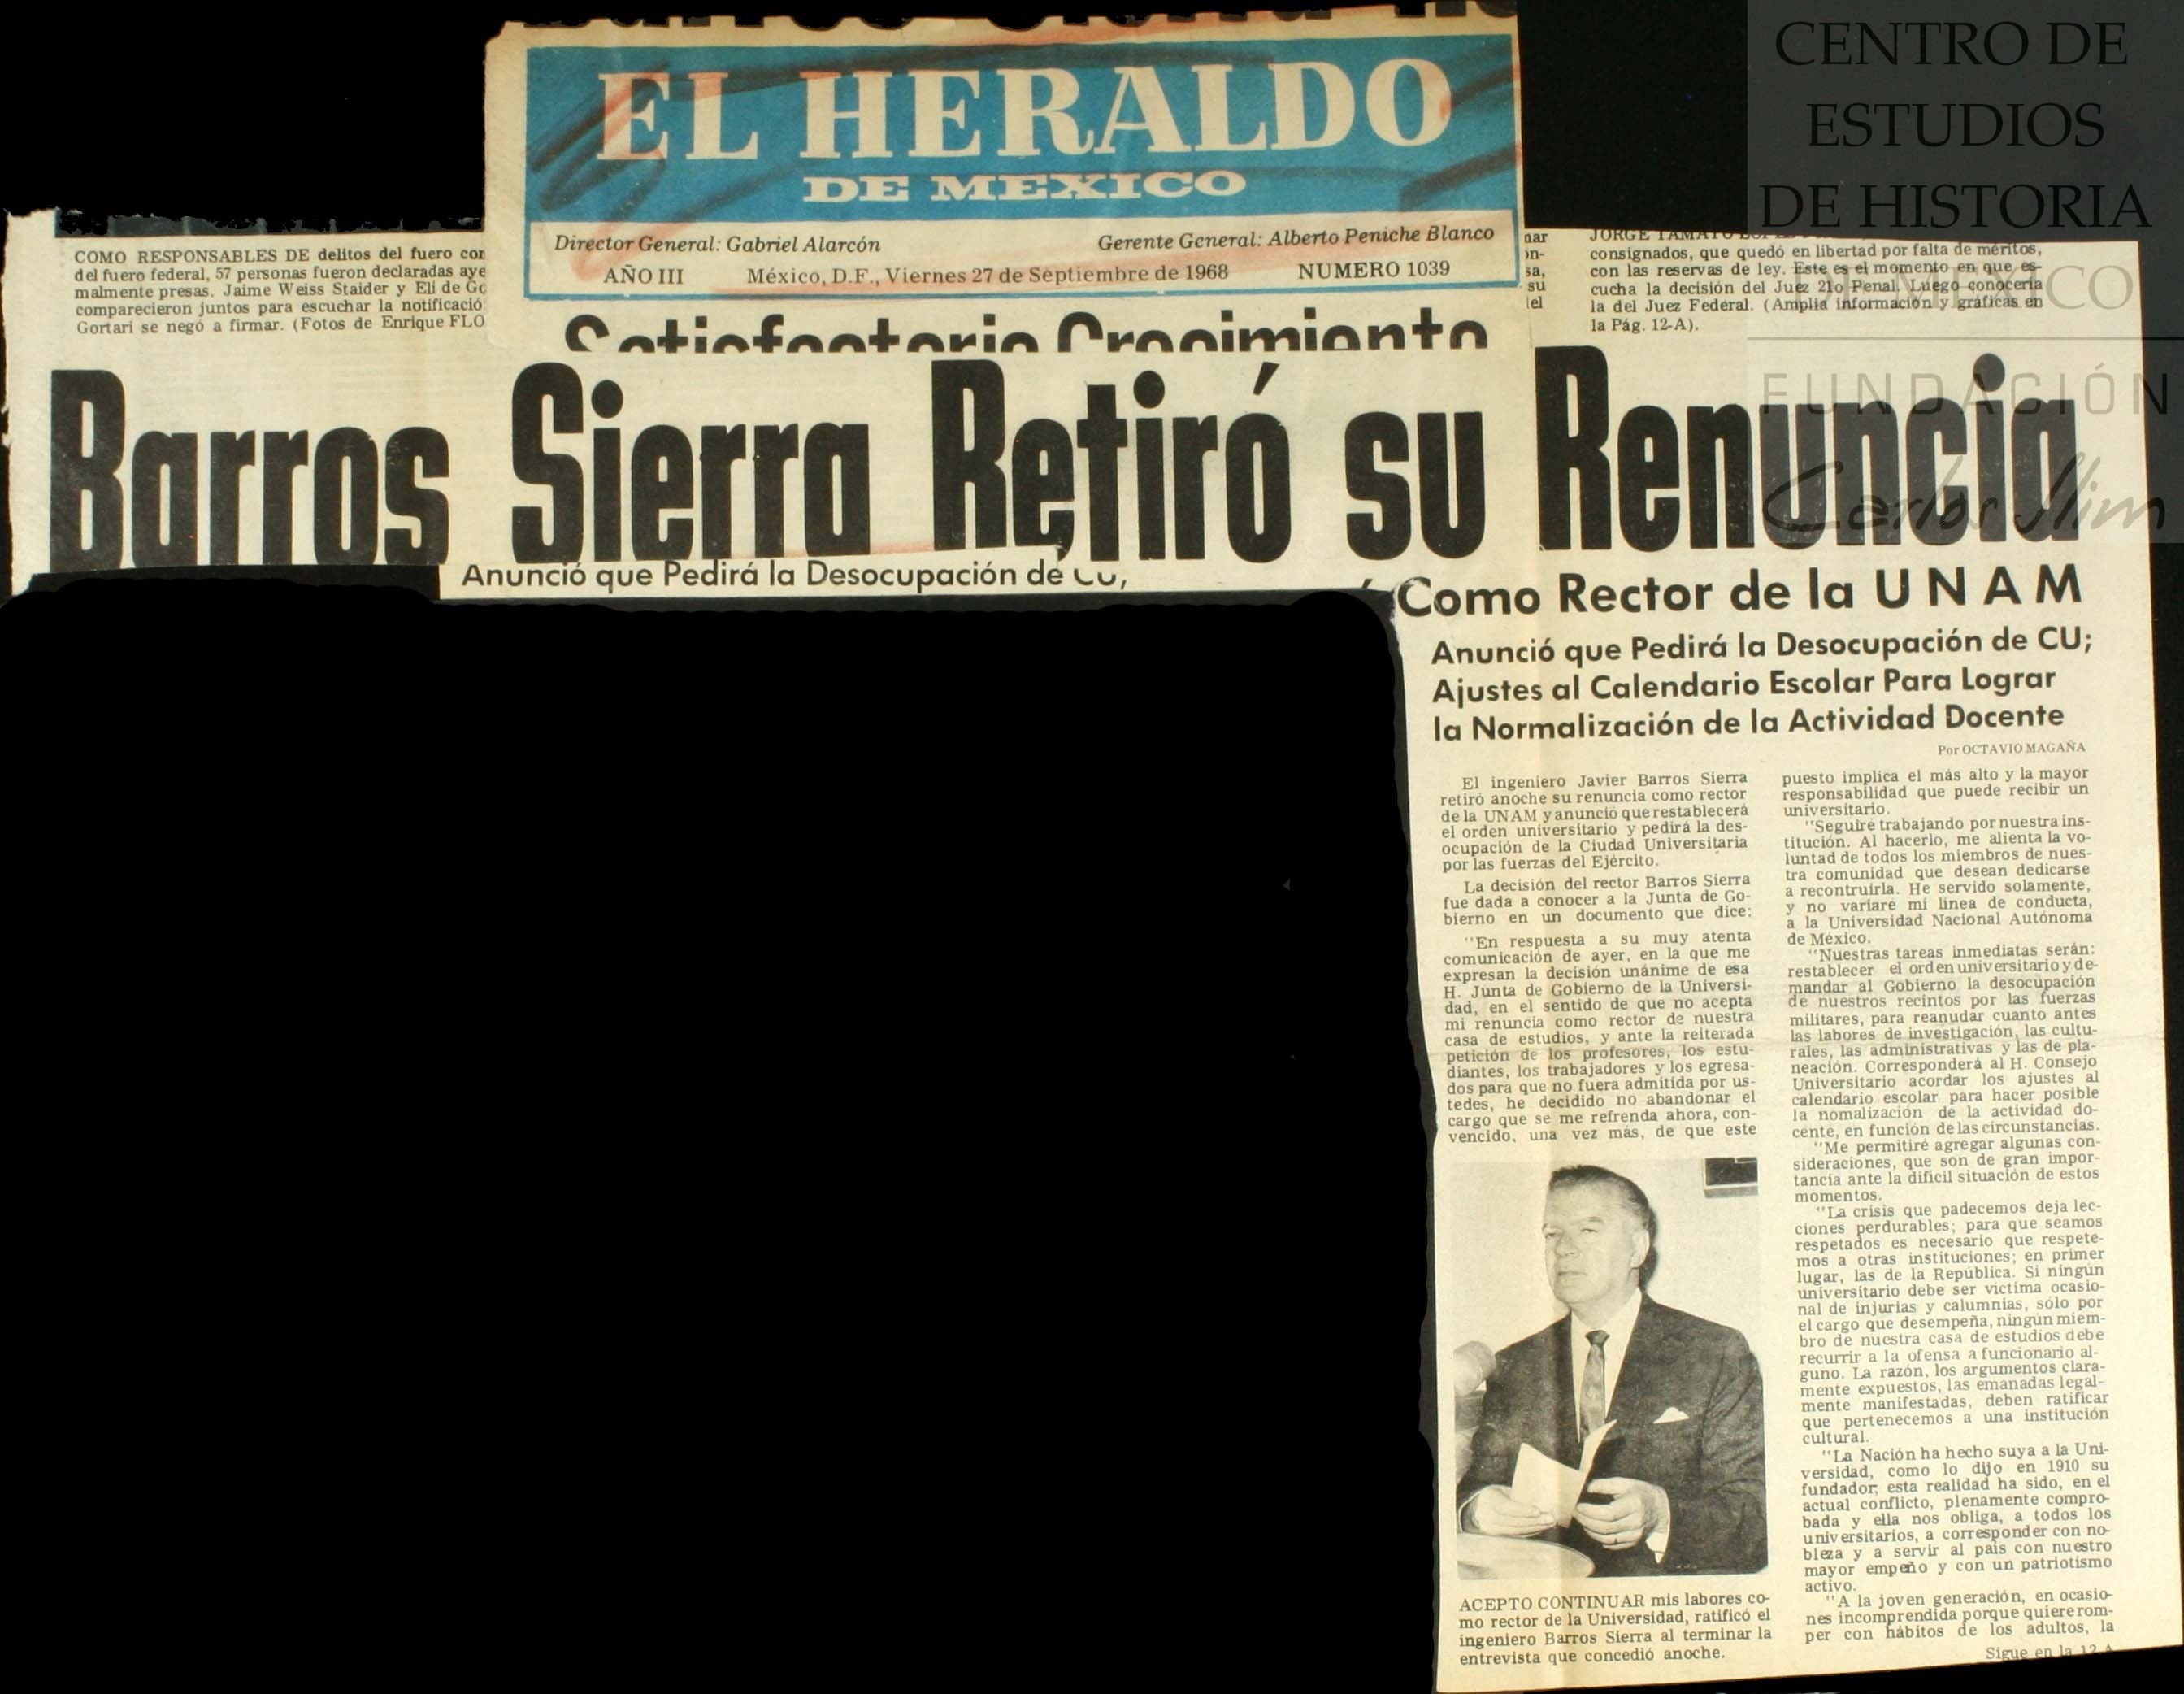 EL HERALDO
DE MEXICO
Director General: Gabriel Alarcón
Gerente General: Alberto Peniche Blanco
AÑO III
México, D.F., Viernes 27 de Septiembre de 1968
NUMERO 1039
CENTRO DE
ESTUDIOS
DE HISTORIA
DE MÉXICO
FUNDACIÓN
Carlos Slim
COMO RESPONSABLES DE delitos del fuero
del fuero federal, 57 personas fueron declaradas
malmente presas. Jaime Weiss Staider y Elí de
comparecieron juntos para escuchar la
Gortari se negó a firmar. (Fotos de Enrique
sa,
su
JORGE TAMAYO
consignados, que quedó en libertad por falta de méritos,
con las reservas de ley. Este es el momento en que es-
cucha la decisión del Juez 21o Penal. Luego conocería
la del Juez Federal. (Amplia información y gráficas en
la Pág. 12-A).
Satisfactorio Crecimiento
Barros Sierra Retiró su Renuncia
Anunció que Pedirá la Desocupación de CU,
Como Rector de la UNAM
Anunció que Pedirá la Desocupación de CU;
Ajustes al Calendario Escolar Para Lograr
la Normalización de la Actividad Docente
Por OCTAVIO MAGAÑA
El ingeniero Javier Barros Sierra
retiró anoche su renuncia como rector
de la UNAM y anunció que restablecerá
el orden universitario y pedirá la des-
ocupación de la Ciudad Universitaria
por las fuerzas del Ejército.
La decisión del rector Barros Sierra
fue dada a conocer a la Junta de Go-
bierno en un documento que dice:
"En respuesta a su muy atenta
comunicación de ayer, en la que me
expresan la decisión unánime de esa
H. Junta de Gobierno de la Universi-
dad, en el sentido de que no acepta
mi renuncia como rector de nuestra
casa de estudios, y ante la reiterada
petición de los profesores, los estu-
diantes, los trabajadores y los egresa-
dos para que no fuera admitida por us-
tedes, he decidido no abandonar el
cargo que se me refrenda ahora, con-
vencido, una vez más, de que este
puesto implica el más alto y la mayor
responsabilidad que puede recibir un
universitario.
"Seguiré trabajando por nuestra ins-
titución. Al hacerlo, me alienta la vo-
luntad de todos los miembros de nues-
tra comunidad que desean dedicarse
a recontruirla. He servido solamente,
y no variaré mi línea de conducta,
a la Universidad Nacional Autónoma
de México.
"Nuestras tareas inmediatas serán:
restablecer el orden universitario y de-
mandar al Gobierno la desocupación
de nuestros recintos por las fuerzas
militares, para reanudar cuanto antes
las labores de investigación, las cultu-
rales, las administrativas y las de pla-
neación. Corresponderá al H. Consejo
Universitario acordar los ajustes al
calendario escolar para hacer posible
la nomalización de la actividad do-
cente, en función de las circunstancias.
"Me permitiré agregar algunas con-
sideraciones, que son de gran impor-
tancia ante la difícil situación de estos
momentos.
"La crisis que padecemos deja lec-
ciones perdurables; para que seamos
respetados es necesario que respete-
mos a otras instituciones; en primer
lugar, las de la República. Si ningún
universitario debe ser víctima ocasio-
nal de injurias y calumnias, sólo por
el cargo que desempeña, ningún miem-
bro de nuestra casa de estudios debe
recurrir a la ofensa a funcionario al-
guno. La razón, los argumentos clara-
mente expuestos, las emanadas legal-
mente manifestadas, deben ratificar
que pertenecemos a una institución
cultural.
"La Nación ha hecho suya a la Uni-
versidad, como lo dijo en 1910 su
fundador; esta realidad ha sido, en el
actual conflicto, plenamente compro-
bada y ella nos obliga, a todos los
universitarios, a corresponder con no-
bleza y a servir al país con nuestro
mayor empeño y con un patriotismo
activo.
"A la joven generación, en ocasio-
nes incomprendida porque quiere rom-
per con hábitos de los adultos, la
Sigue en la 12-A
ACEPTO CONTINUAR mis labores co-
mo rector de la Universidad, ratificó el
ingeniero Barros Sierra al terminar la
entrevista que concedió anoche.